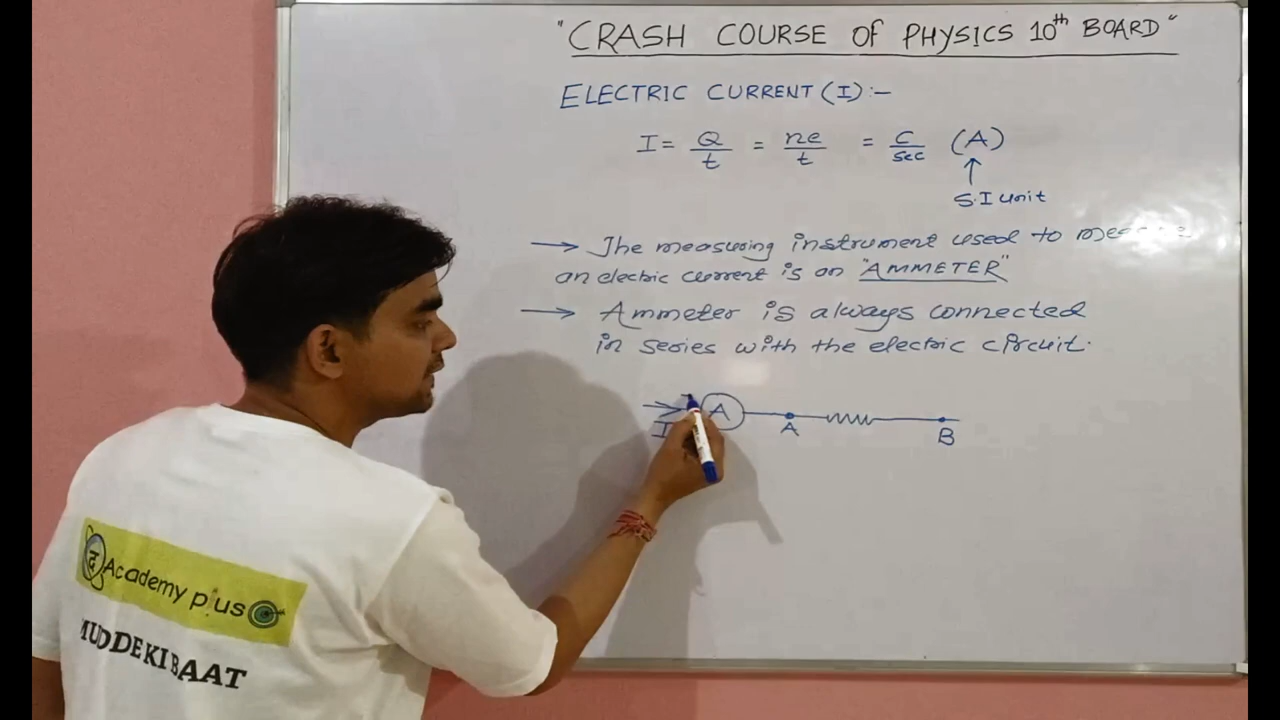 "CRASH COURSE Of PHYSICS 10th BOARD"
ELECTRIC CURRENT (I) :-
I = Q/t = ne/t = C/sec (A)
↑
S.I unit
→ The measuring instrument used to
an electric current is an "AMMETER"
→ Ammeter is always connected
in series with the electric circuit.
A
I
A
B
द Academy plus
MUDDE KI BAAT